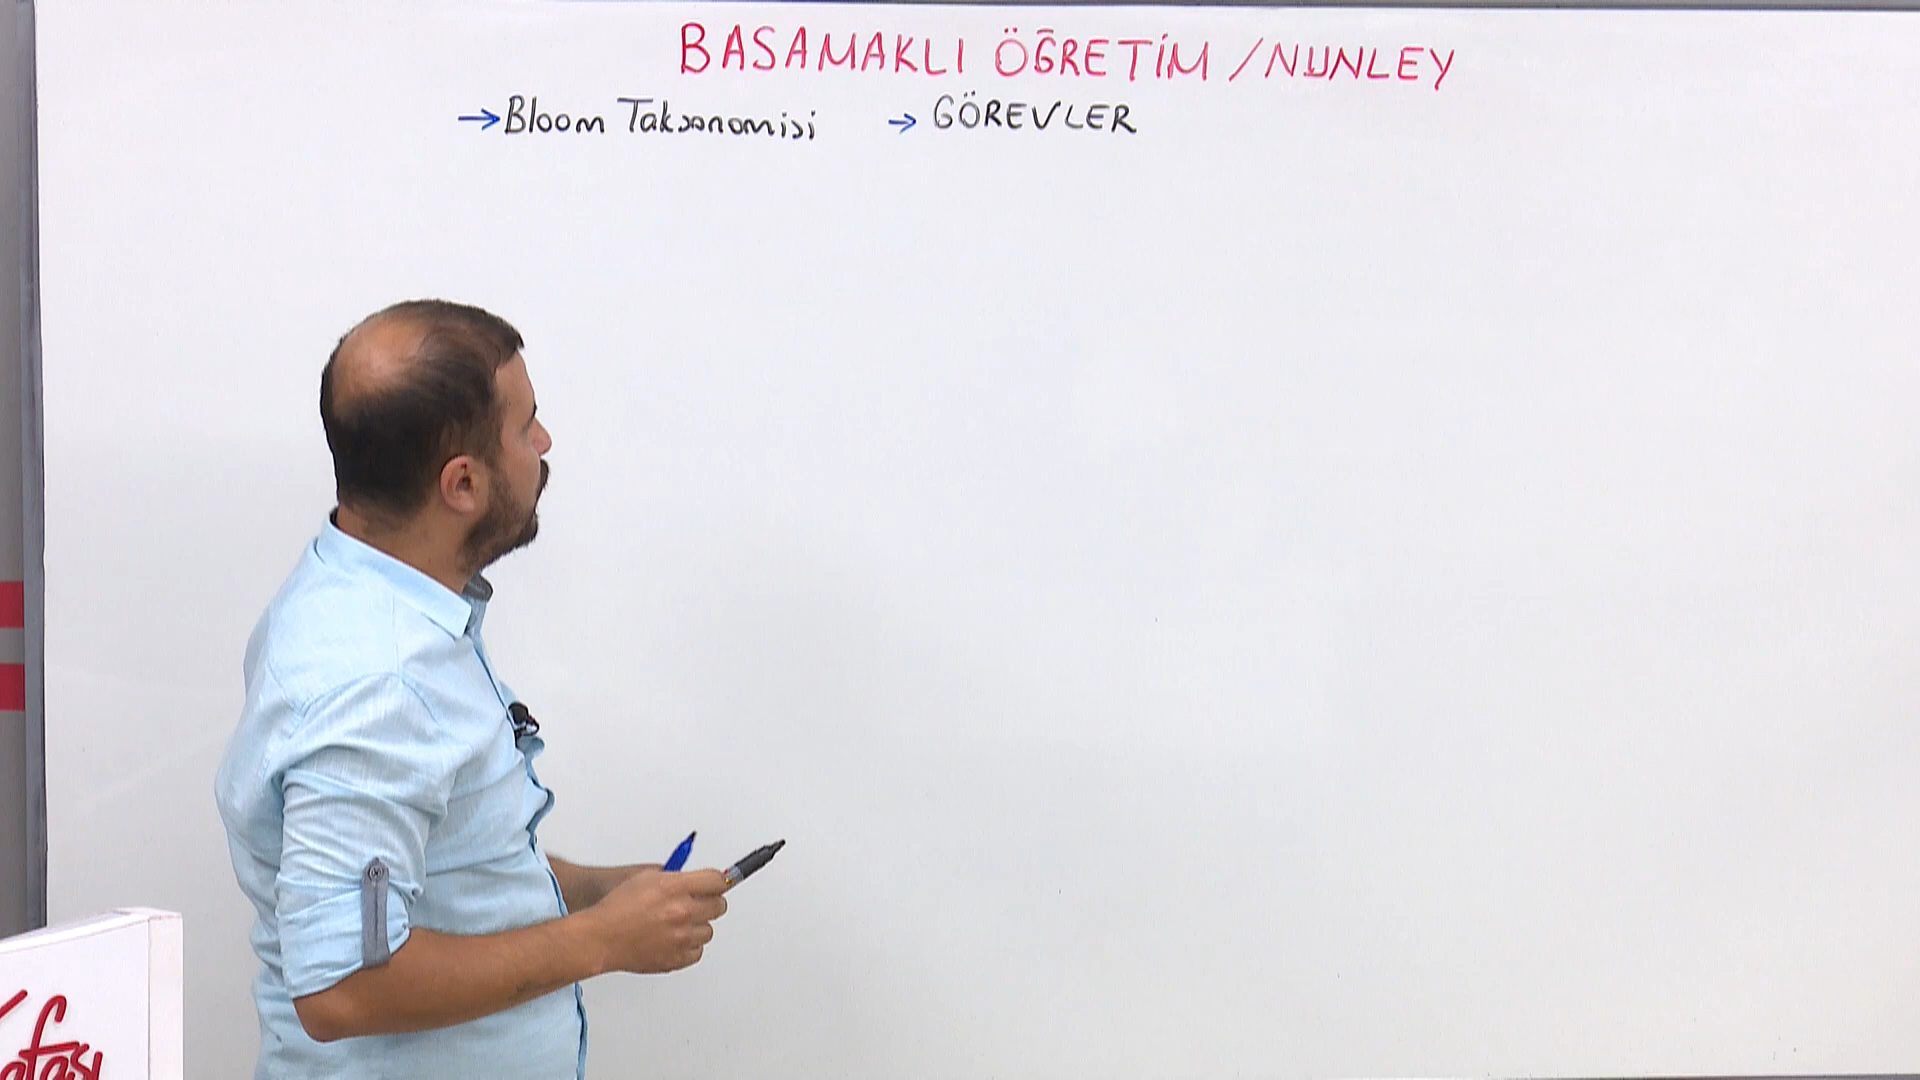 BASAMAKLI ÖĞRETİM / NUNLEY
→ Bloom Taksonomisi → GÖREVLER